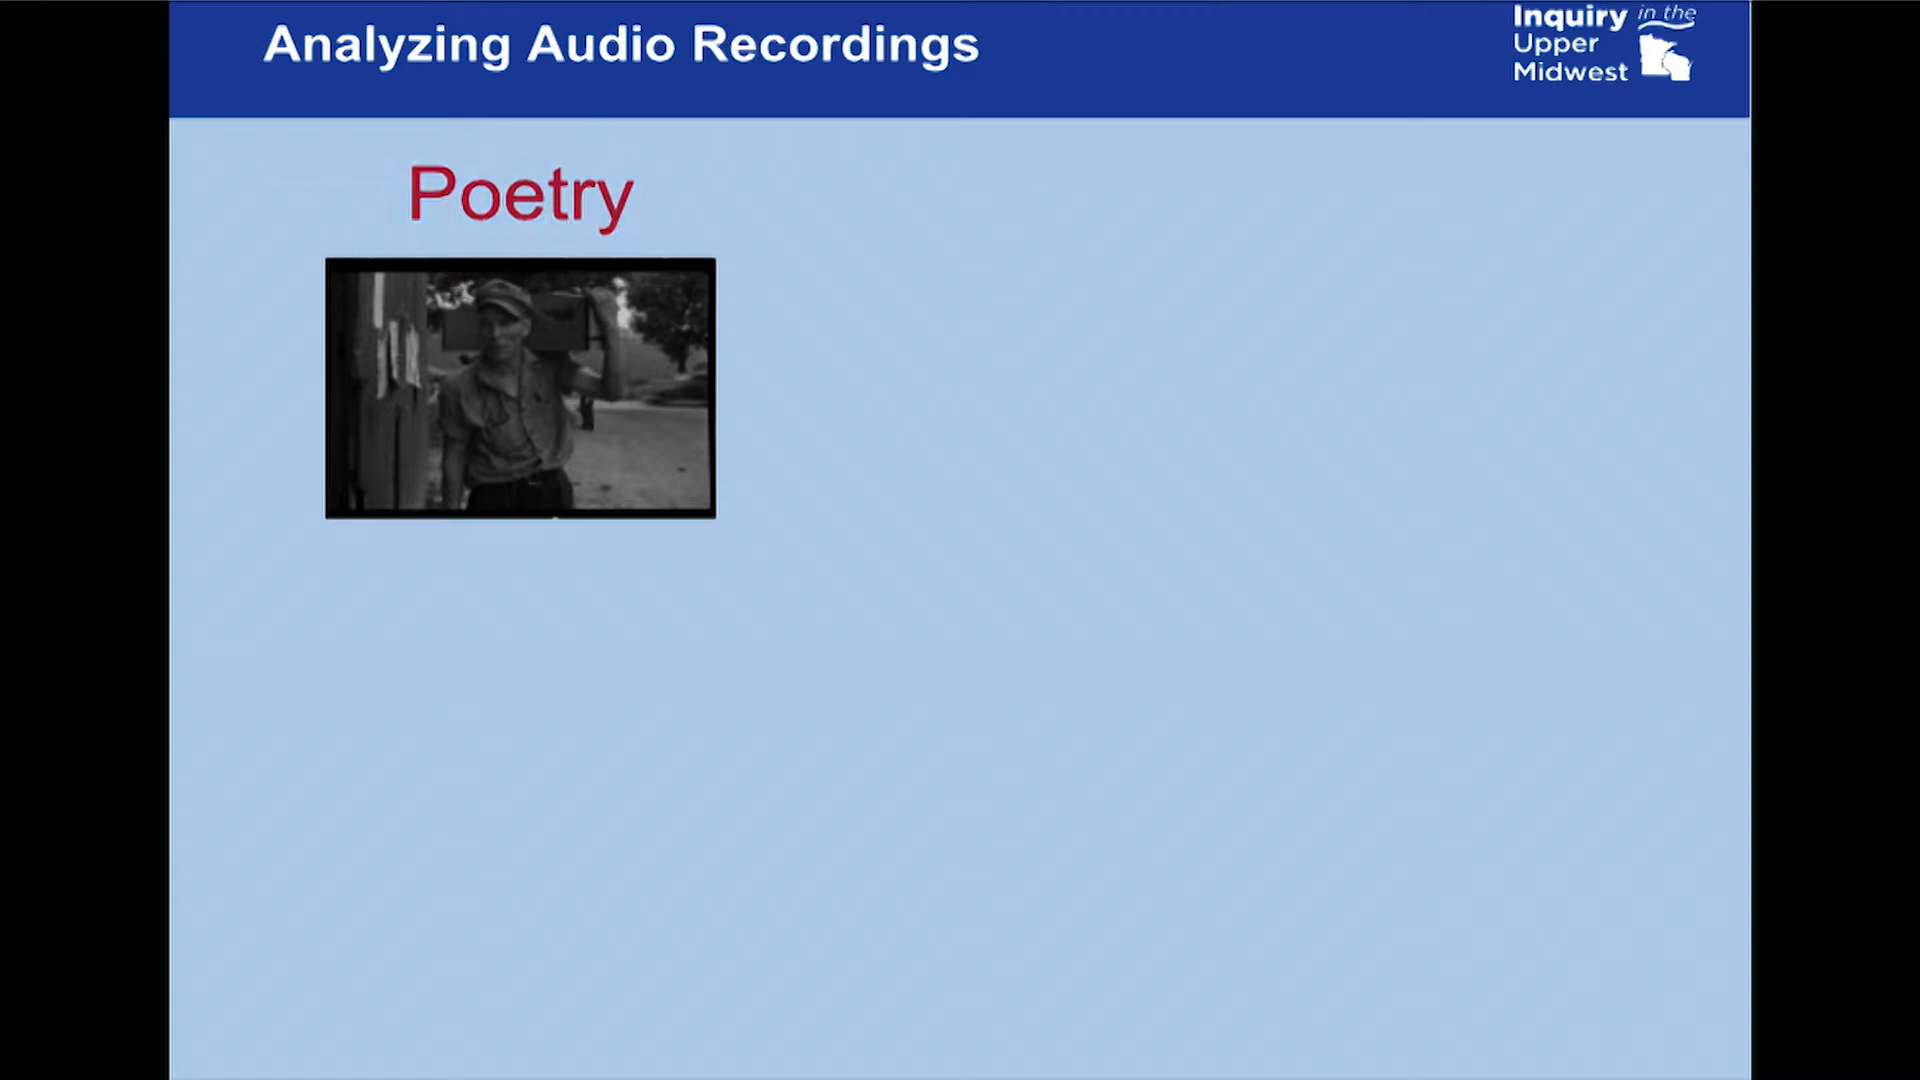 Analyzing Audio Recordings
Inquiry in the
Upper
Midwest
Poetry